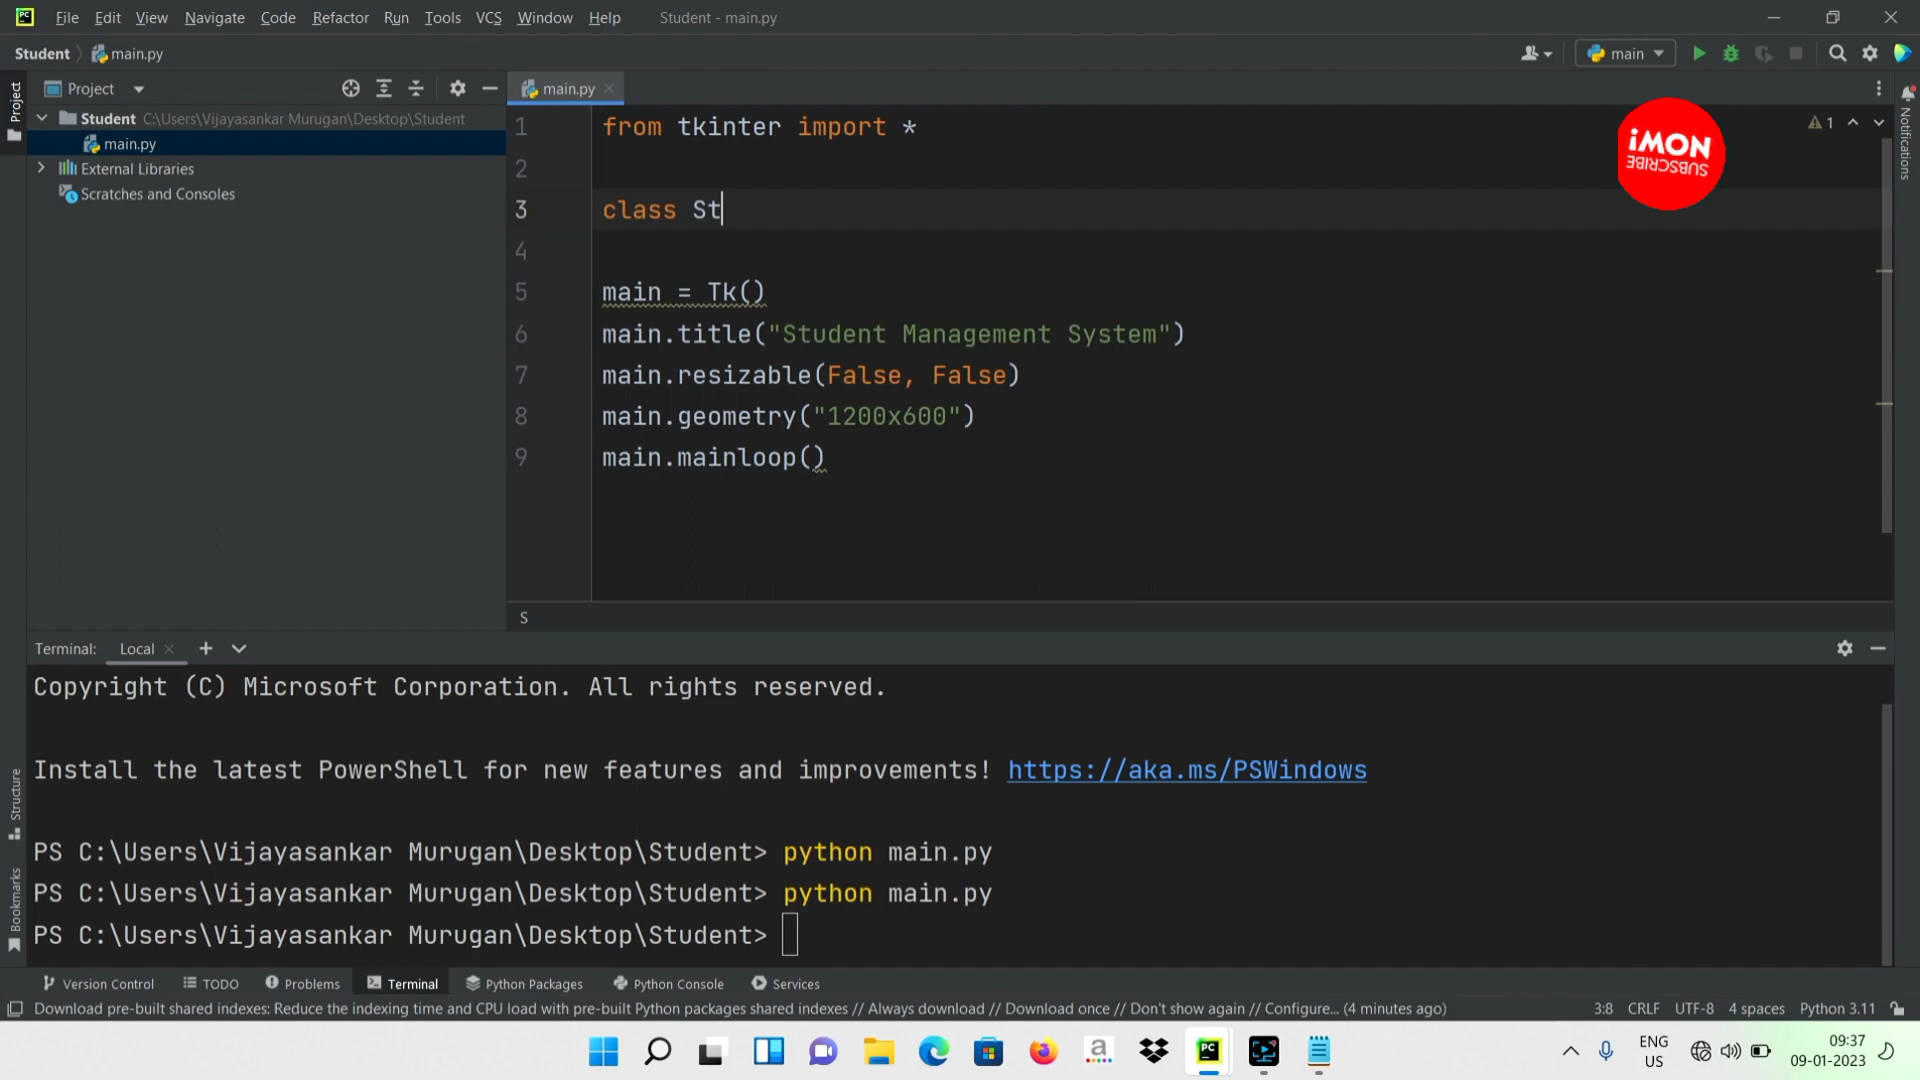 File Edit View Navigate Code Refactor Run Tools VCS Window Help Student - main.py
Student main.py main
Project main.py
Student C:\Users\Vijayasankar Murugan\Desktop\Student
main.py
External Libraries
Scratches and Consoles
Project
Structure
Bookmarks
Notifications
iMON
SUBSCRIBE
1
1 from tkinter import *
2
3 class St
4
5 main = Tk()
6 main.title("Student Management System")
7 main.resizable(False, False)
8 main.geometry("1200x600")
9 main.mainloop()
S
Terminal: Local
Copyright (C) Microsoft Corporation. All rights reserved.
Install the latest PowerShell for new features and improvements! https://aka.ms/PSWindows
PS C:\Users\Vijayasankar Murugan\Desktop\Student> python main.py
PS C:\Users\Vijayasankar Murugan\Desktop\Student> python main.py
PS C:\Users\Vijayasankar Murugan\Desktop\Student>
Version Control TODO Problems Terminal Python Packages Python Console Services
Download pre-built shared indexes: Reduce the indexing time and CPU load with pre-built Python packages shared indexes // Always download // Download once // Don't show again // Configure... (4 minutes ago) 3:8 CRLF UTF-8 4 spaces Python 3.11
ENG
US
09:37
09-01-2023